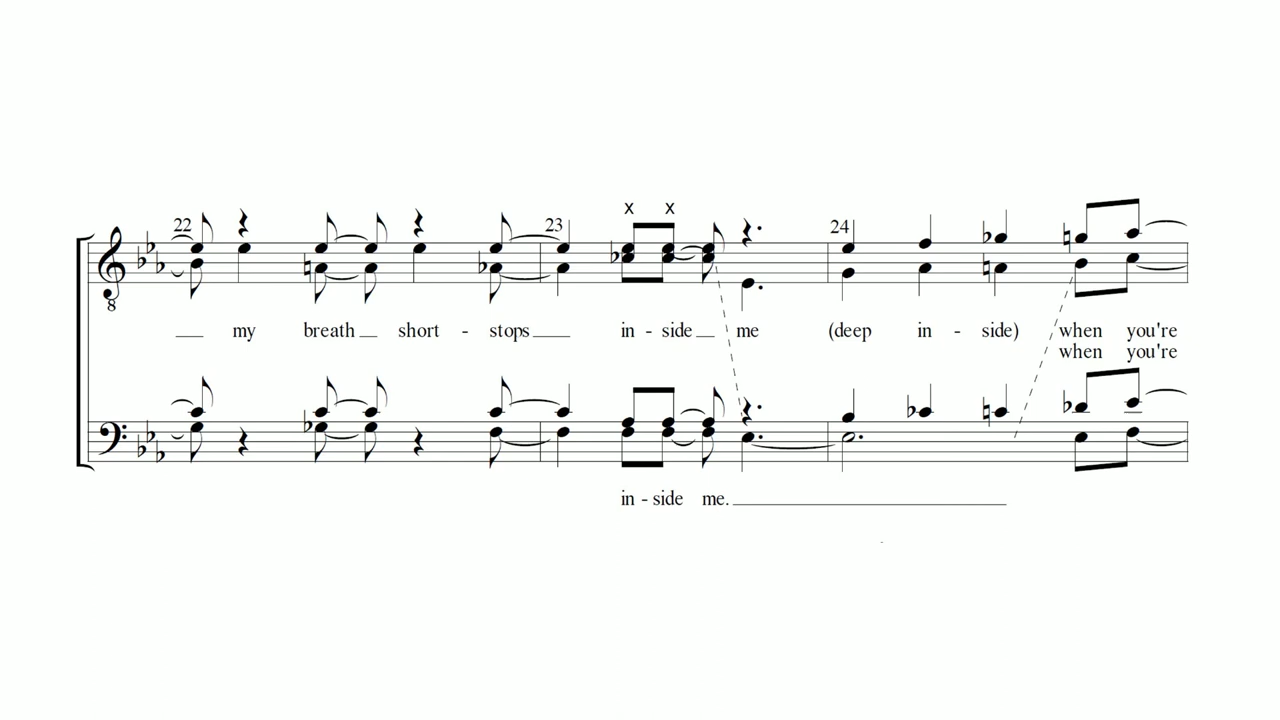 22 23 x x 24
8
my breath short - stops in - side me (deep in - side) when you're
when you're
in - side me.